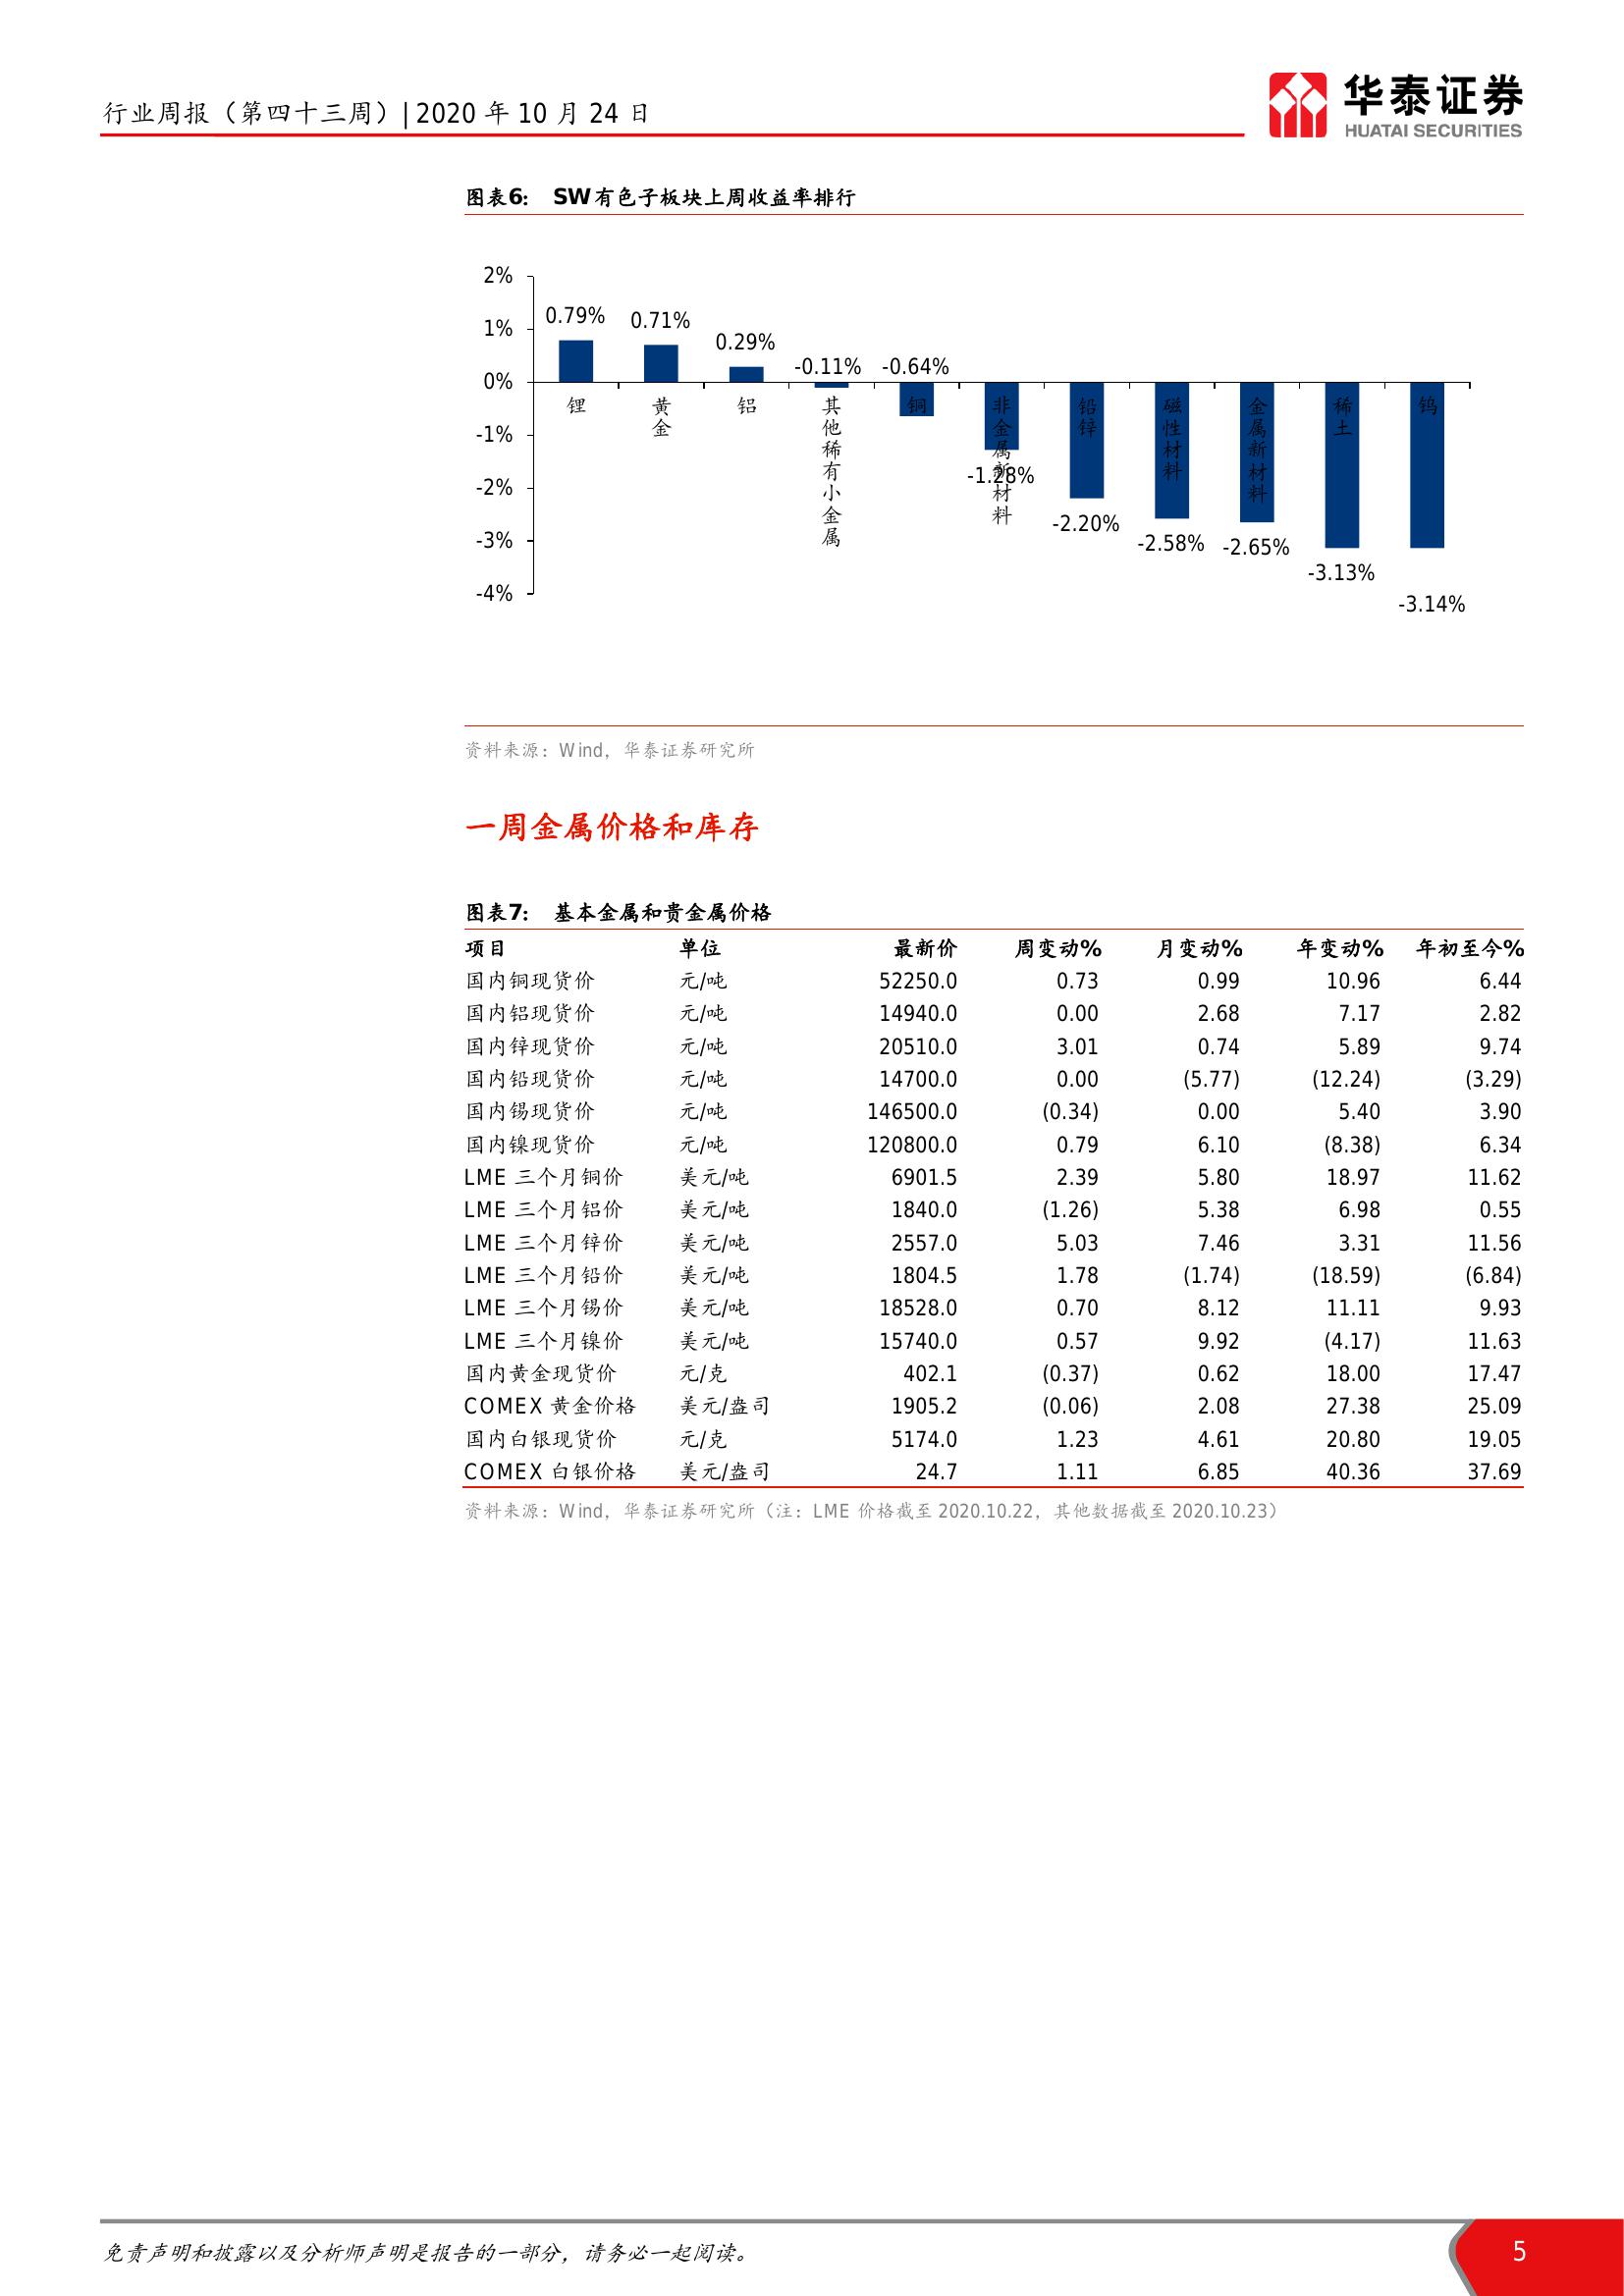 行业周报（第四十三周）| 2020 年 10 月 24 日
华泰证券
HUATAI SECURITIES
图表6： SW有色子板块上周收益率排行
2%
1%
0%
-1%
-2%
-3%
-4%
0.79%
0.71%
0.29%
-0.11%
-0.64%
-1.28%
-2.20%
-2.58%
-2.65%
-3.13%
-3.14%
锂
黄金
铝
其他稀有小金属
铜
非金属新材料
铅锌
磁性材料
金属新材料
稀土
钨
资料来源：Wind，华泰证券研究所
一周金属价格和库存
图表7： 基本金属和贵金属价格
项目 单位 最新价 周变动% 月变动% 年变动% 年初至今%
国内铜现货价 元/吨 52250.0 0.73 0.99 10.96 6.44
国内铝现货价 元/吨 14940.0 0.00 2.68 7.17 2.82
国内锌现货价 元/吨 20510.0 3.01 0.74 5.89 9.74
国内铅现货价 元/吨 14700.0 0.00 (5.77) (12.24) (3.29)
国内锡现货价 元/吨 146500.0 (0.34) 0.00 5.40 3.90
国内镍现货价 元/吨 120800.0 0.79 6.10 (8.38) 6.34
LME 三个月铜价 美元/吨 6901.5 2.39 5.80 18.97 11.62
LME 三个月铝价 美元/吨 1840.0 (1.26) 5.38 6.98 0.55
LME 三个月锌价 美元/吨 2557.0 5.03 7.46 3.31 11.56
LME 三个月铅价 美元/吨 1804.5 1.78 (1.74) (18.59) (6.84)
LME 三个月锡价 美元/吨 18528.0 0.70 8.12 11.11 9.93
LME 三个月镍价 美元/吨 15740.0 0.57 9.92 (4.17) 11.63
国内黄金现货价 元/克 402.1 (0.37) 0.62 18.00 17.47
COMEX 黄金价格 美元/盎司 1905.2 (0.06) 2.08 27.38 25.09
国内白银现货价 元/克 5174.0 1.23 4.61 20.80 19.05
COMEX 白银价格 美元/盎司 24.7 1.11 6.85 40.36 37.69
资料来源：Wind，华泰证券研究所（注：LME 价格截至 2020.10.22，其他数据截至 2020.10.23）
免责声明和披露以及分析师声明是报告的一部分，请务必一起阅读。
5